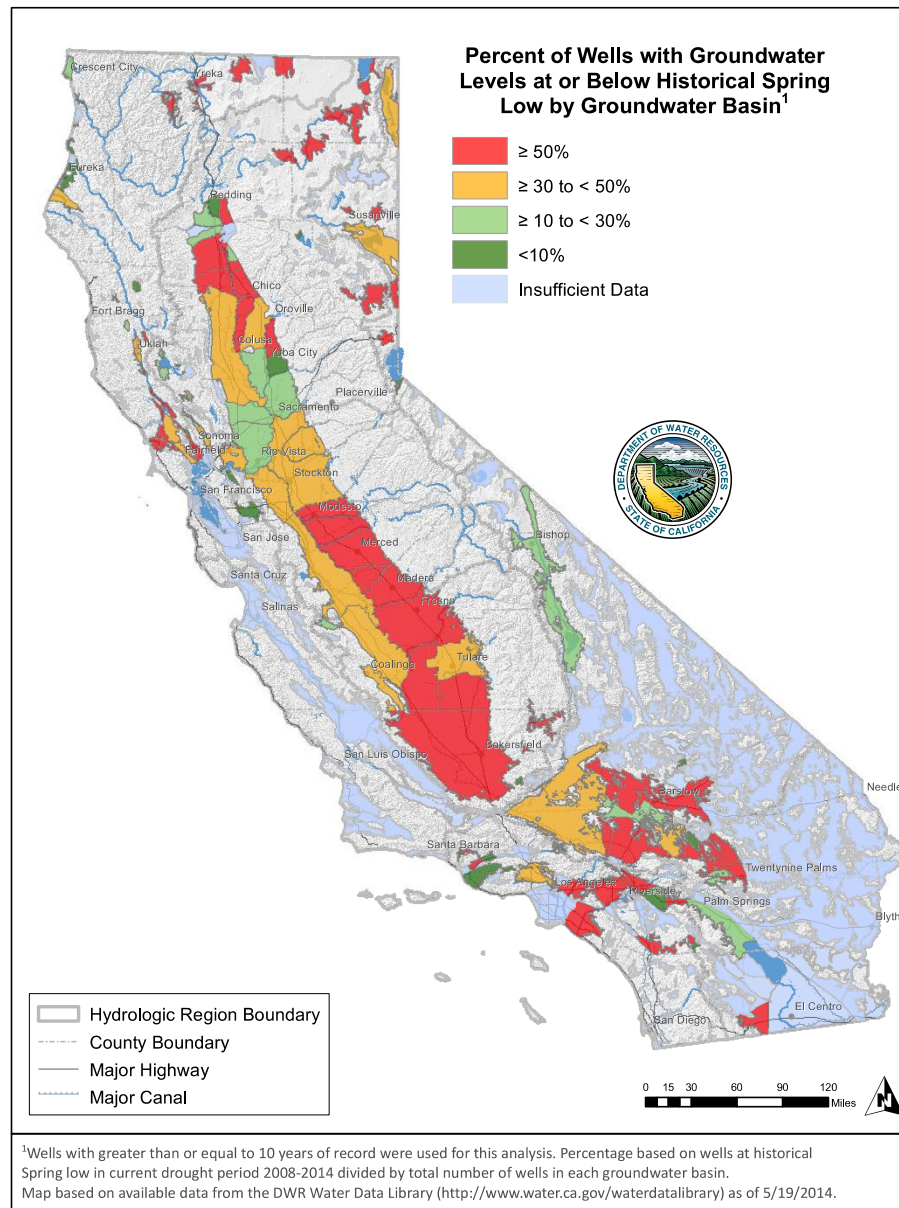 Percent of Wells with Groundwater
Levels at or Below Historical Spring
Low by Groundwater Basin1
≥ 50%
≥ 30 to < 50%
≥ 10 to < 30%
<10%
Insufficient Data
Crescent City
Yreka
Eureka
Redding
Susanville
Chico
Fort Bragg
Oroville
Ukiah
Colusa
Yuba City
Placerville
Sacramento
Sonoma
Fairfield
Rio Vista
Stockton
San Francisco
Modesto
San Jose
Merced
Bishop
Santa Cruz
Madera
Salinas
Fresno
Coalinga
Tulare
San Luis Obispo
Bakersfield
Needle
Barstow
Santa Barbara
Twentynine Palms
Los Angeles
Riverside
Palm Springs
Blyth
El Centro
San Diego
DEPARTMENT OF WATER RESOURCES
STATE OF CALIFORNIA
Hydrologic Region Boundary
County Boundary
Major Highway
Major Canal
0 15 30 60 90 120
Miles
N
1Wells with greater than or equal to 10 years of record were used for this analysis. Percentage based on wells at historical
Spring low in current drought period 2008-2014 divided by total number of wells in each groundwater basin.
Map based on available data from the DWR Water Data Library (http://www.water.ca.gov/waterdatalibrary) as of 5/19/2014.